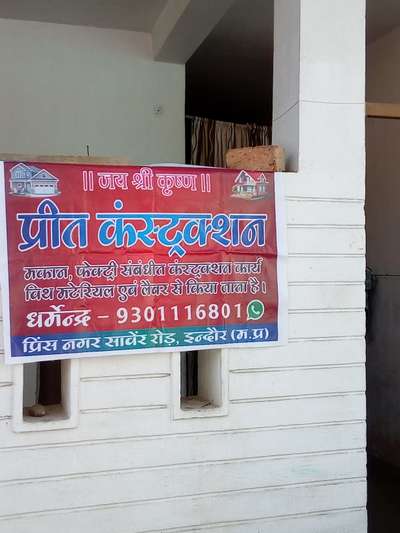 || जय श्री कृष्ण ||
प्रीत कंस्ट्रक्शन
मकान, फेक्ट्री संबंधीत कंस्ट्रक्शन कार्य
विथ मटेरियल एवं लैबर से किया जाता है।
धर्मेन्द्र – 9301116801
प्रिंस नगर सावेंर रोड़, इन्दौर (म.प्र)